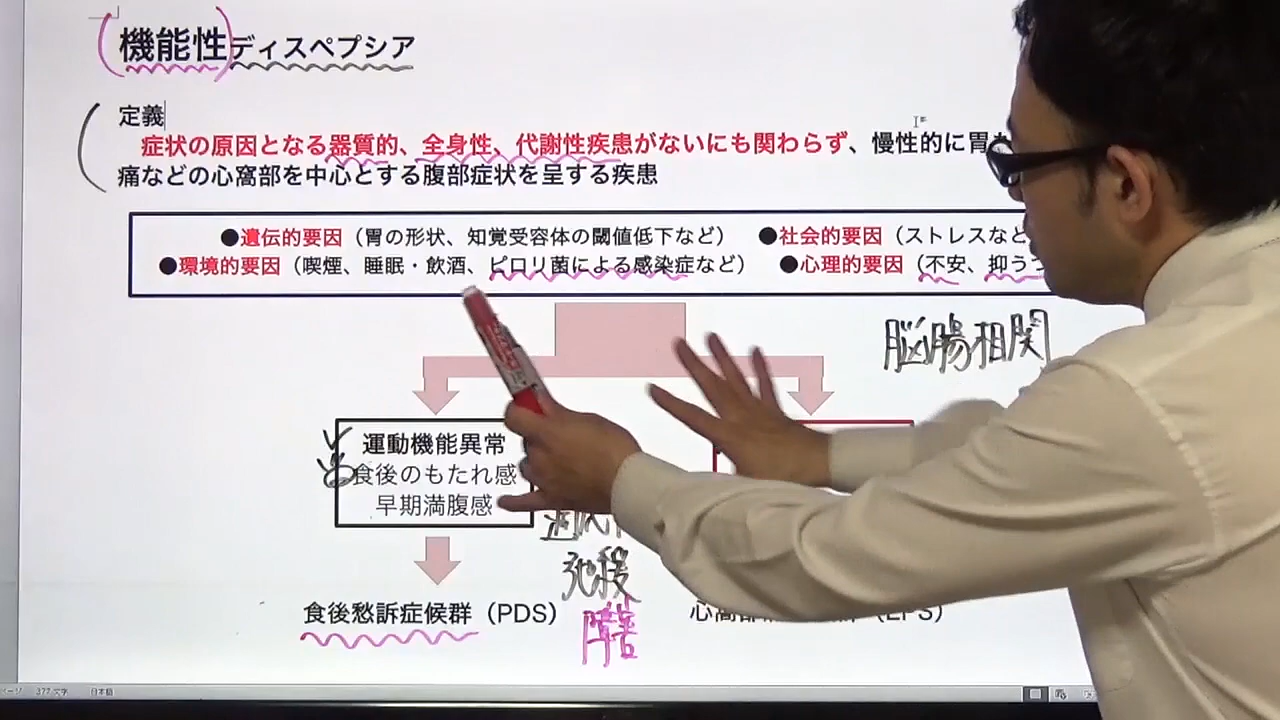 機能性ディスペプシア
定義
症状の原因となる器質的、全身性、代謝性疾患がないにも関わらず、慢性的に胃
痛などの心窩部を中心とする腹部症状を呈する疾患
●遺伝的要因（胃の形状、知覚受容体の閾値低下など） ●社会的要因（ストレスなど
●環境的要因（喫煙、睡眠・飲酒、ピロリ菌による感染症など） ●心理的要因（不安、抑うつ
脳腸相関
運動機能異常
食後のもたれ感
早期満腹感
弛緩
障害
食後愁訴症候群（PDS）
心窩部
377 文字 日本語